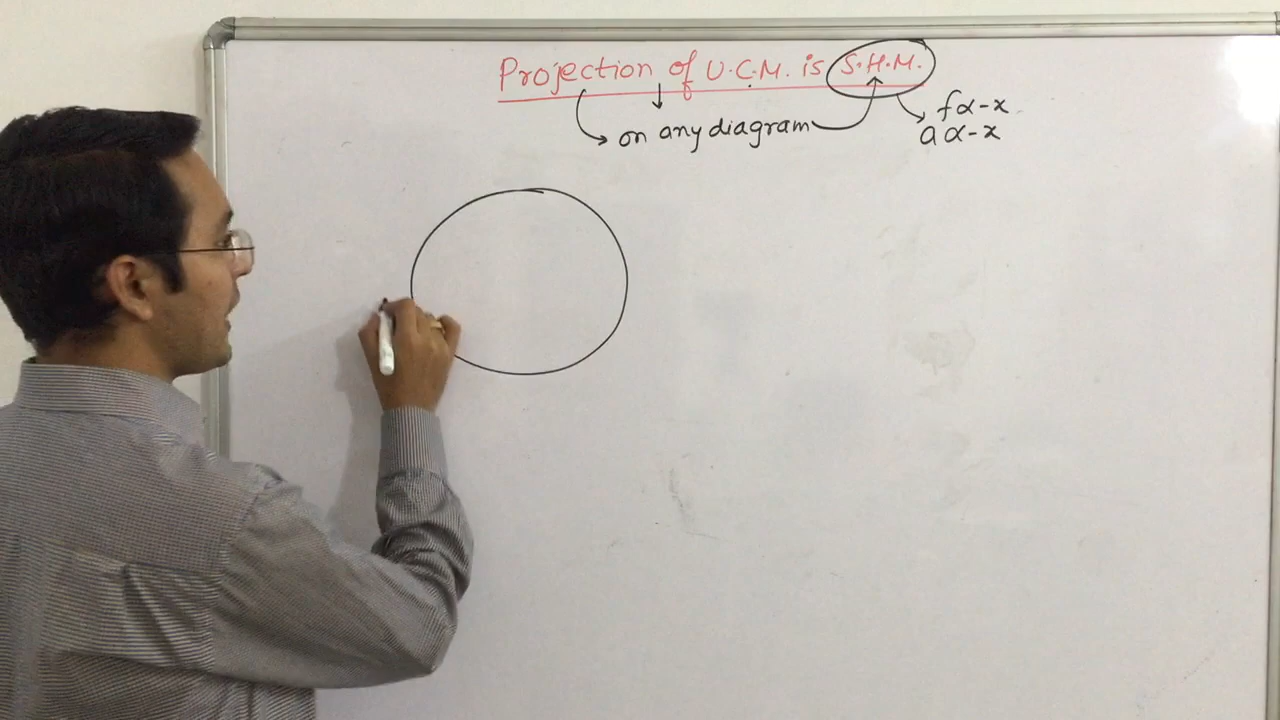 Projection of U.C.M. is S.H.M.
on any diagram
f α - x
a α - x